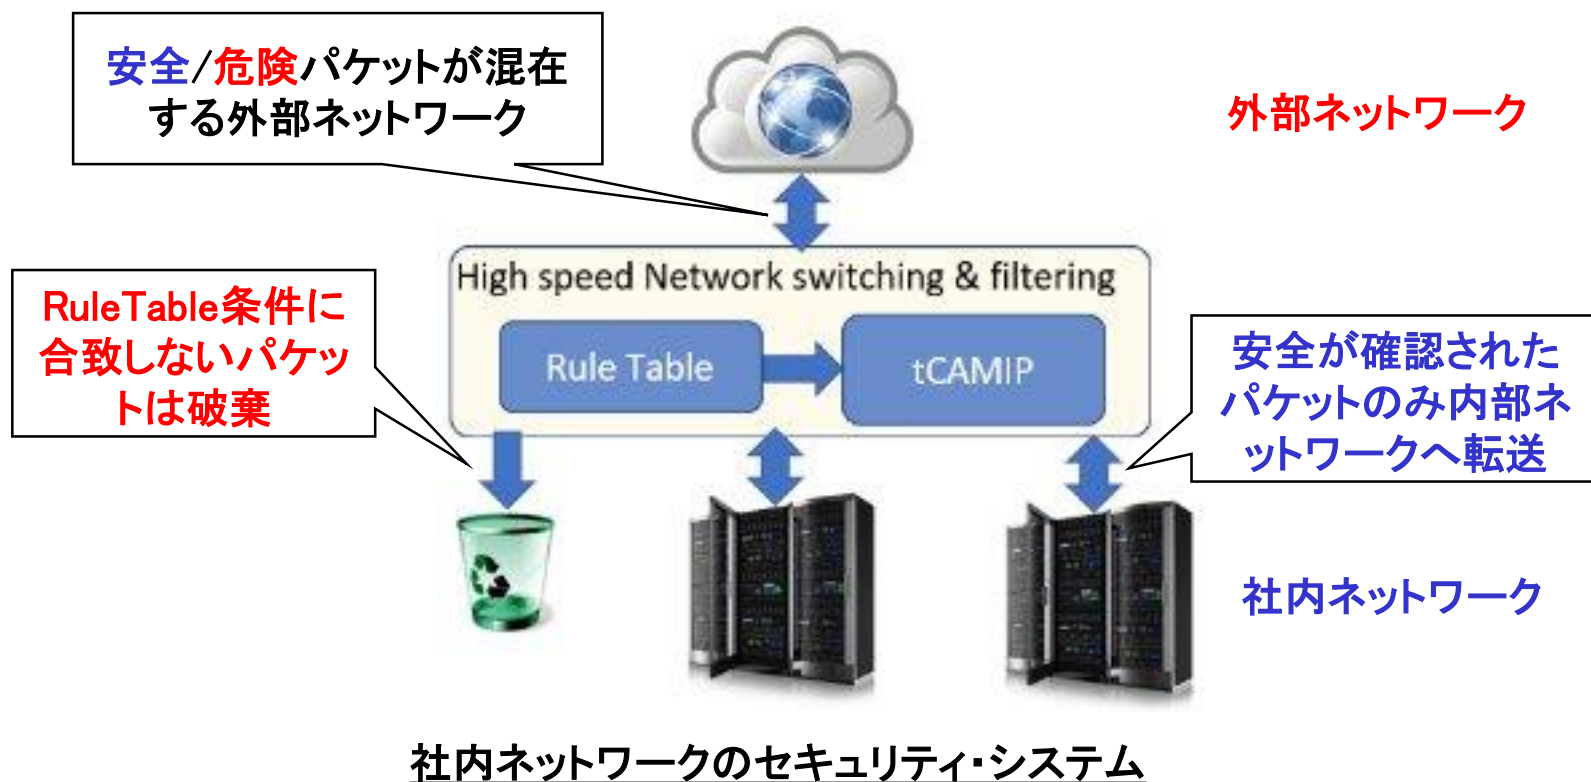 安全/危険パケットが混在
する外部ネットワーク
外部ネットワーク
High speed Network switching & filtering
RuleTable条件に
合致しないパケッ
トは破棄
Rule Table
tCAMIP
安全が確認された
パケットのみ内部ネ
ットワークへ転送
社内ネットワーク
社内ネットワークのセキュリティ・システム